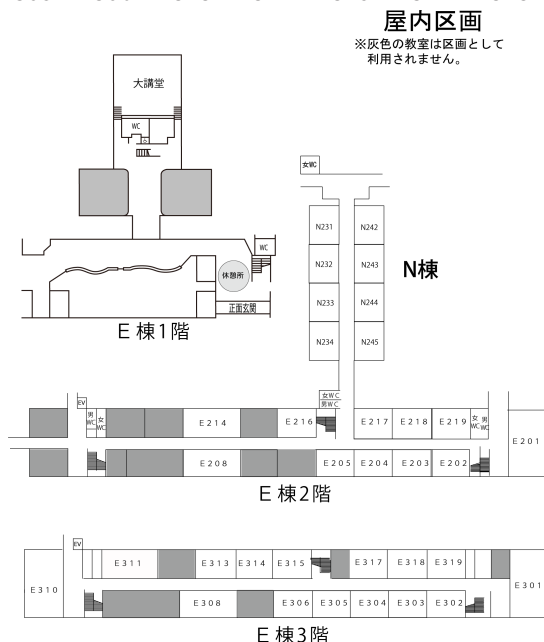 屋内区画
※灰色の教室は区画として
利用されません。
大講堂
WC
女WC
N231
N242
N232
N243
N棟
N233
N244
N234
N245
WC
休憩所
正面玄関
E棟1階
女WC
男WC
EV
男WC
女WC
E214
E216
E217
E218
E219
女WC
男WC
E201
E208
E205
E204
E203
E202
E棟2階
EV
E311
E313
E314
E315
E317
E318
E319
E310
E301
E308
E306
E305
E304
E303
E302
E棟3階